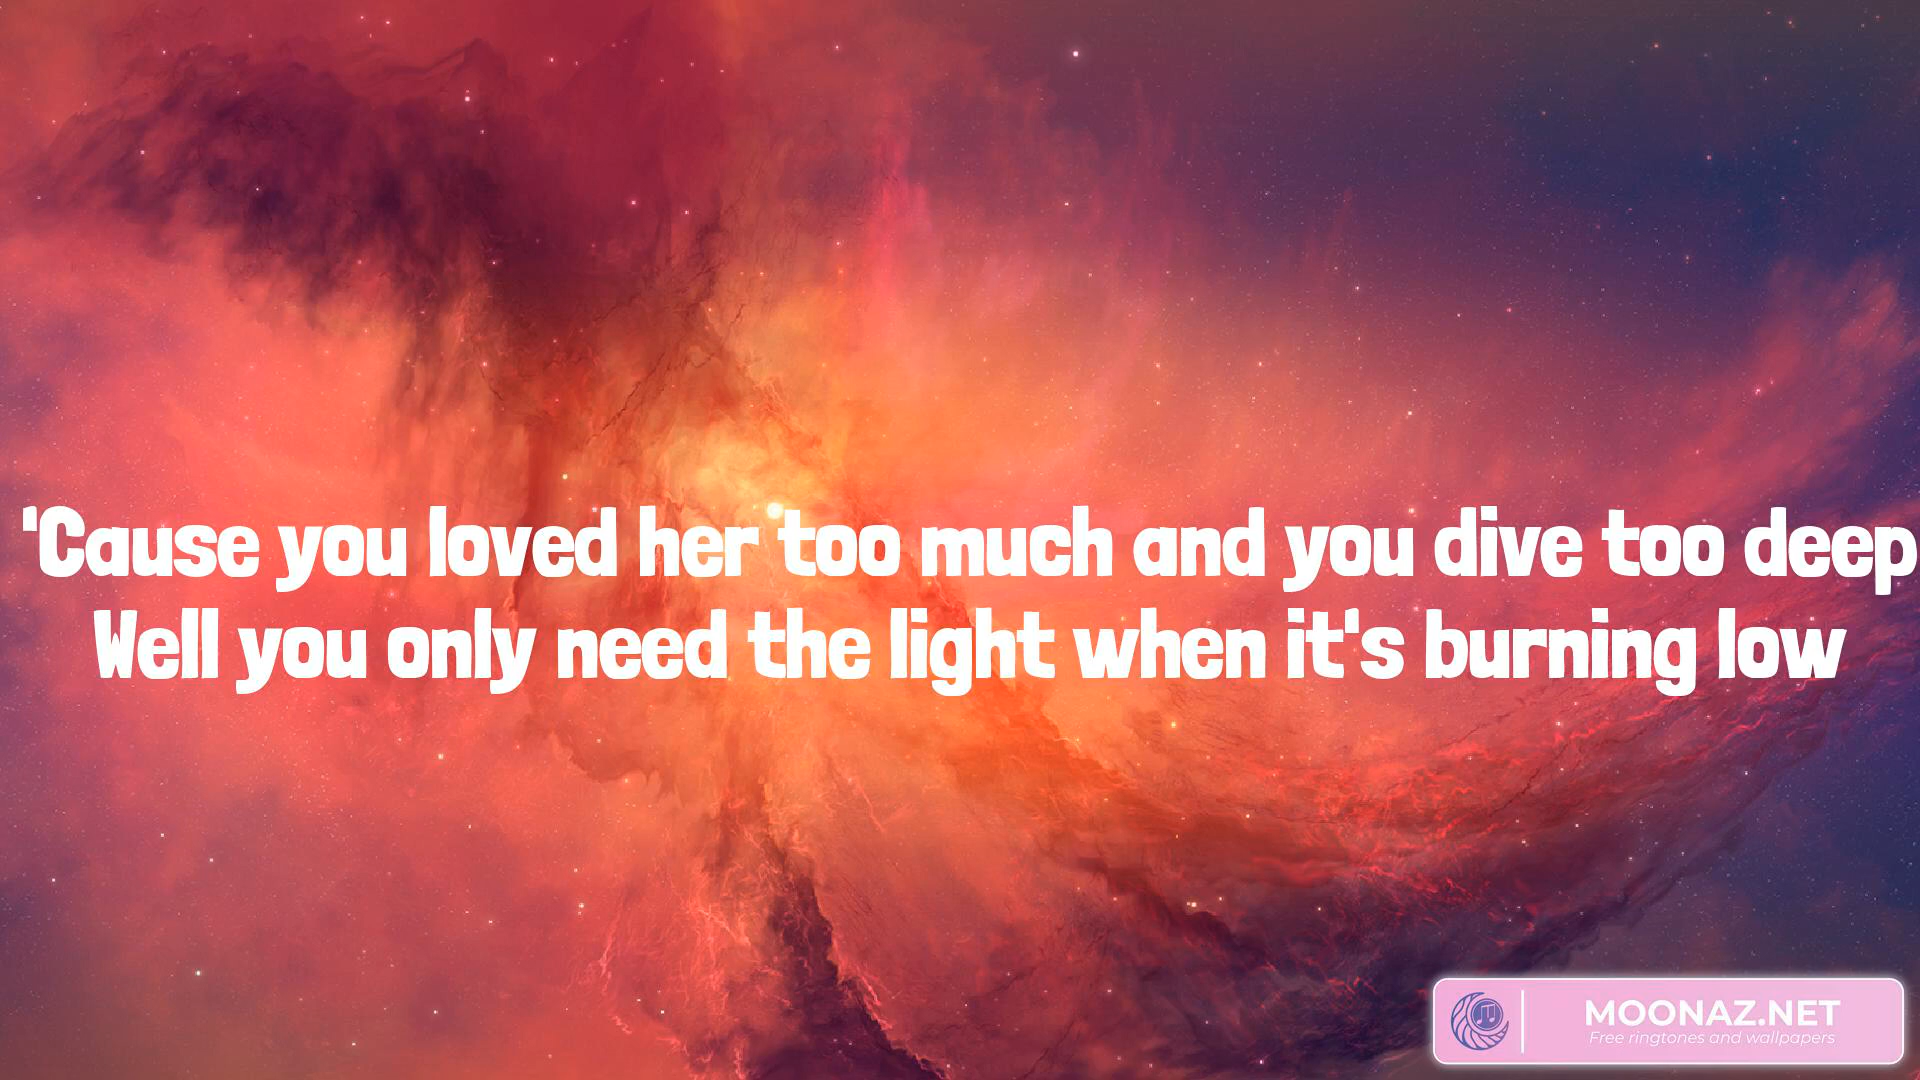 'Cause you loved her too much and you dive too deep
Well you only need the light when it's burning low
MOONAZ.NET
Free ringtones and wallpapers